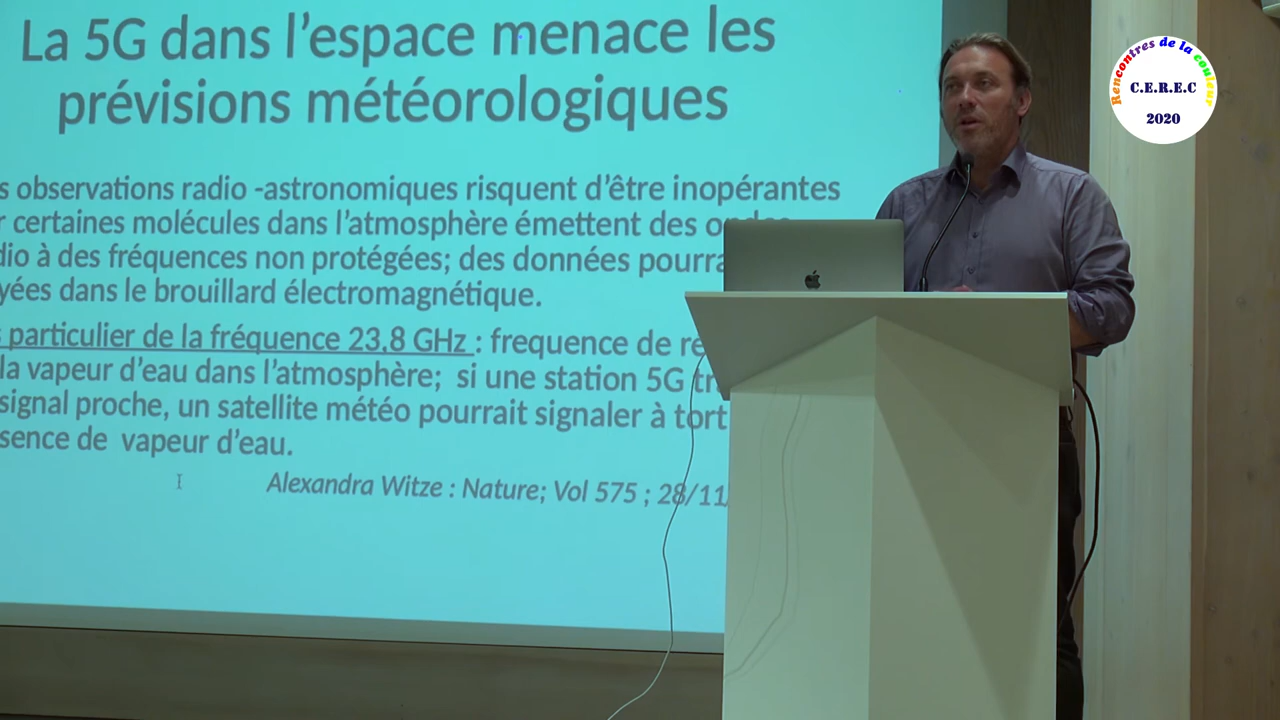 La 5G dans l'espace menace les
prévisions météorologiques
s observations radio -astronomiques risquent d'être inopérantes
r certaines molécules dans l'atmosphère émettent des ondes
dio à des fréquences non protégées; des données pourra
yées dans le brouillard électromagnétique.
s particulier de la fréquence 23,8 GHz : frequence de ré
la vapeur d'eau dans l'atmosphère; si une station 5G tr
signal proche, un satellite météo pourrait signaler à tort
sence de vapeur d'eau.
Alexandra Witze : Nature; Vol 575 ; 28/11/
Rencontres de la couleur
C.E.R.E.C
2020